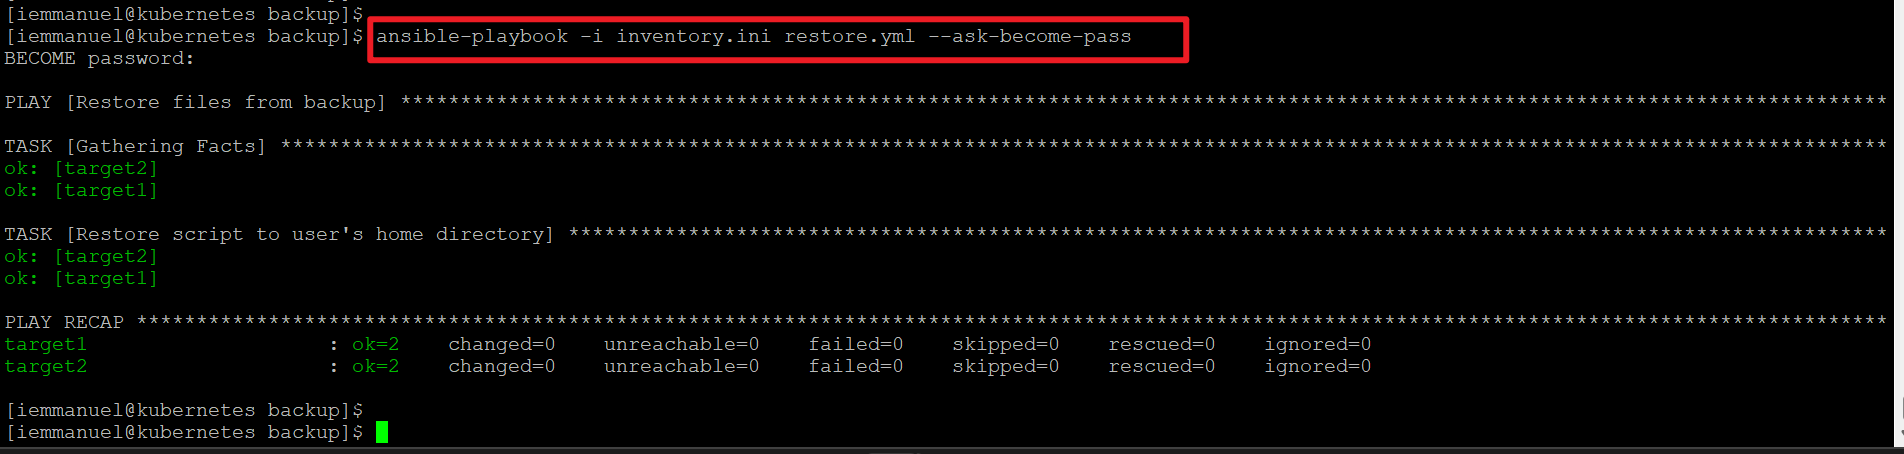 [iemmanuel@kubernetes backup]$
[iemmanuel@kubernetes backup]$ ansible-playbook -i inventory.ini restore.yml --ask-become-pass
BECOME password:
PLAY [Restore files from backup] ****************************************************************************************************************************
TASK [Gathering Facts] **************************************************************************************************************************************
ok: [target2]
ok: [target1]
TASK [Restore script to user's home directory] **************************************************************************************************************
ok: [target2]
ok: [target1]
PLAY RECAP **************************************************************************************************************************************************
target1 : ok=2 changed=0 unreachable=0 failed=0 skipped=0 rescued=0 ignored=0
target2 : ok=2 changed=0 unreachable=0 failed=0 skipped=0 rescued=0 ignored=0
[iemmanuel@kubernetes backup]$
[iemmanuel@kubernetes backup]$